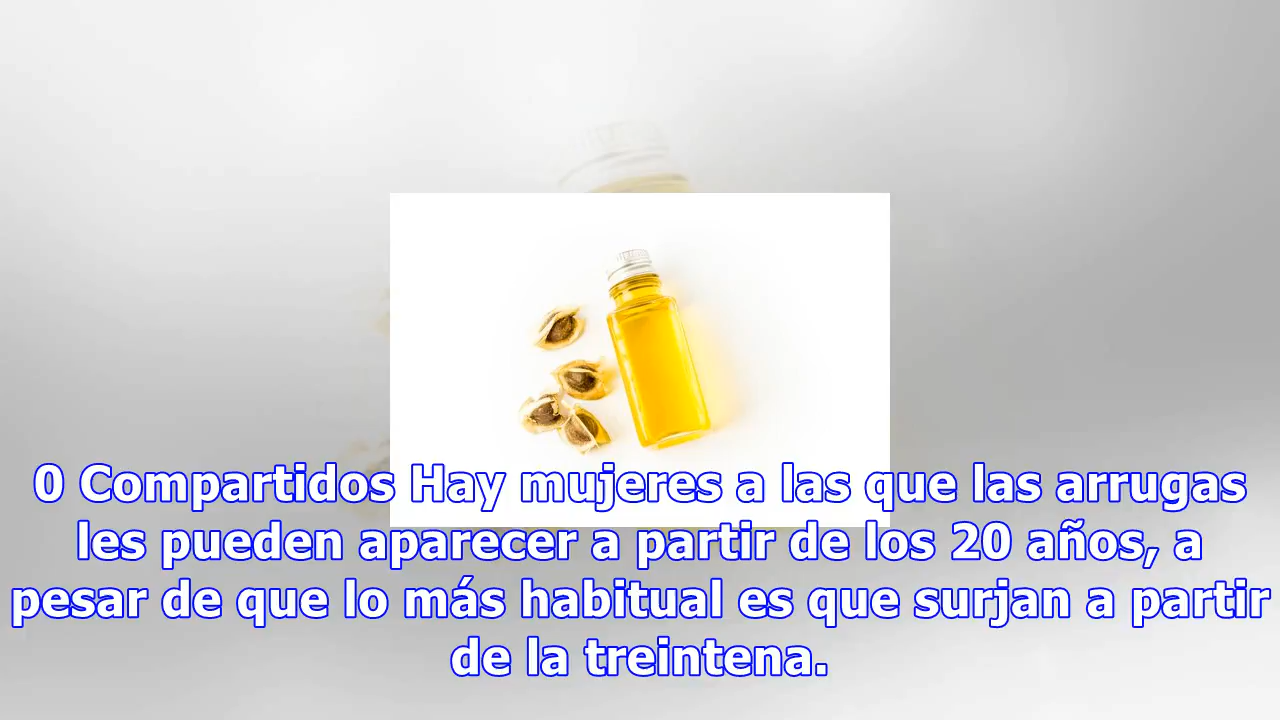 0 Compartidos Hay mujeres a las que las arrugas
les pueden aparecer a partir de los 20 años, a
pesar de que lo más habitual es que surjan a partir
de la treintena.